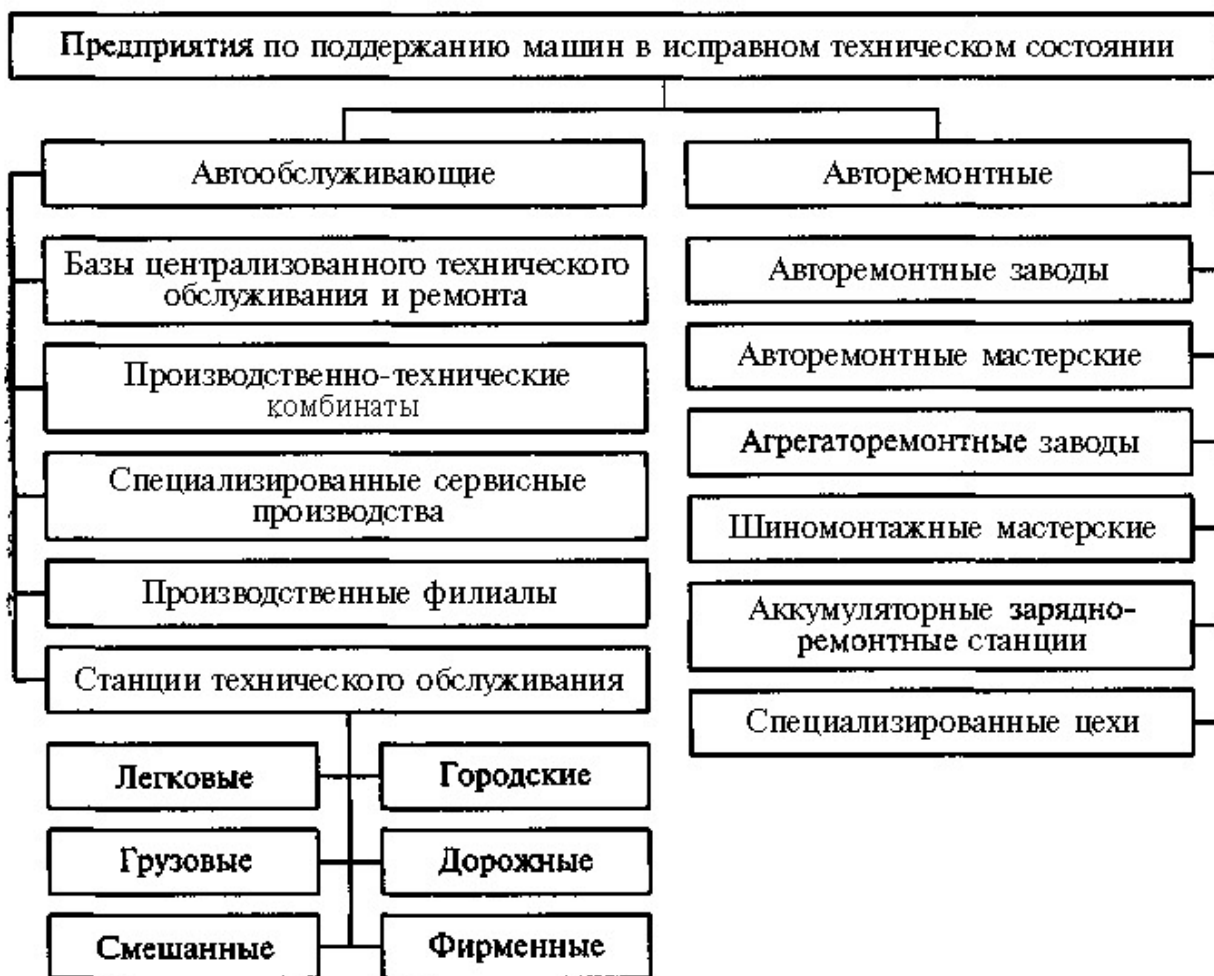 Предприятия по поддержанию машин в исправном техническом состоянии
Автообслуживающие
Базы централизованного технического
обслуживания и ремонта
Производственно-технические
комбинаты
Специализированные сервисные
производства
Производственные филиалы
Станции технического обслуживания
Легковые
Городские
Грузовые
Дорожные
Смешанные
Фирменные
Авторемонтные
Авторемонтные заводы
Авторемонтные мастерские
Агрегаторемонтные заводы
Шиномонтажные мастерские
Аккумуляторные зарядно-
ремонтные станции
Специализированные цехи